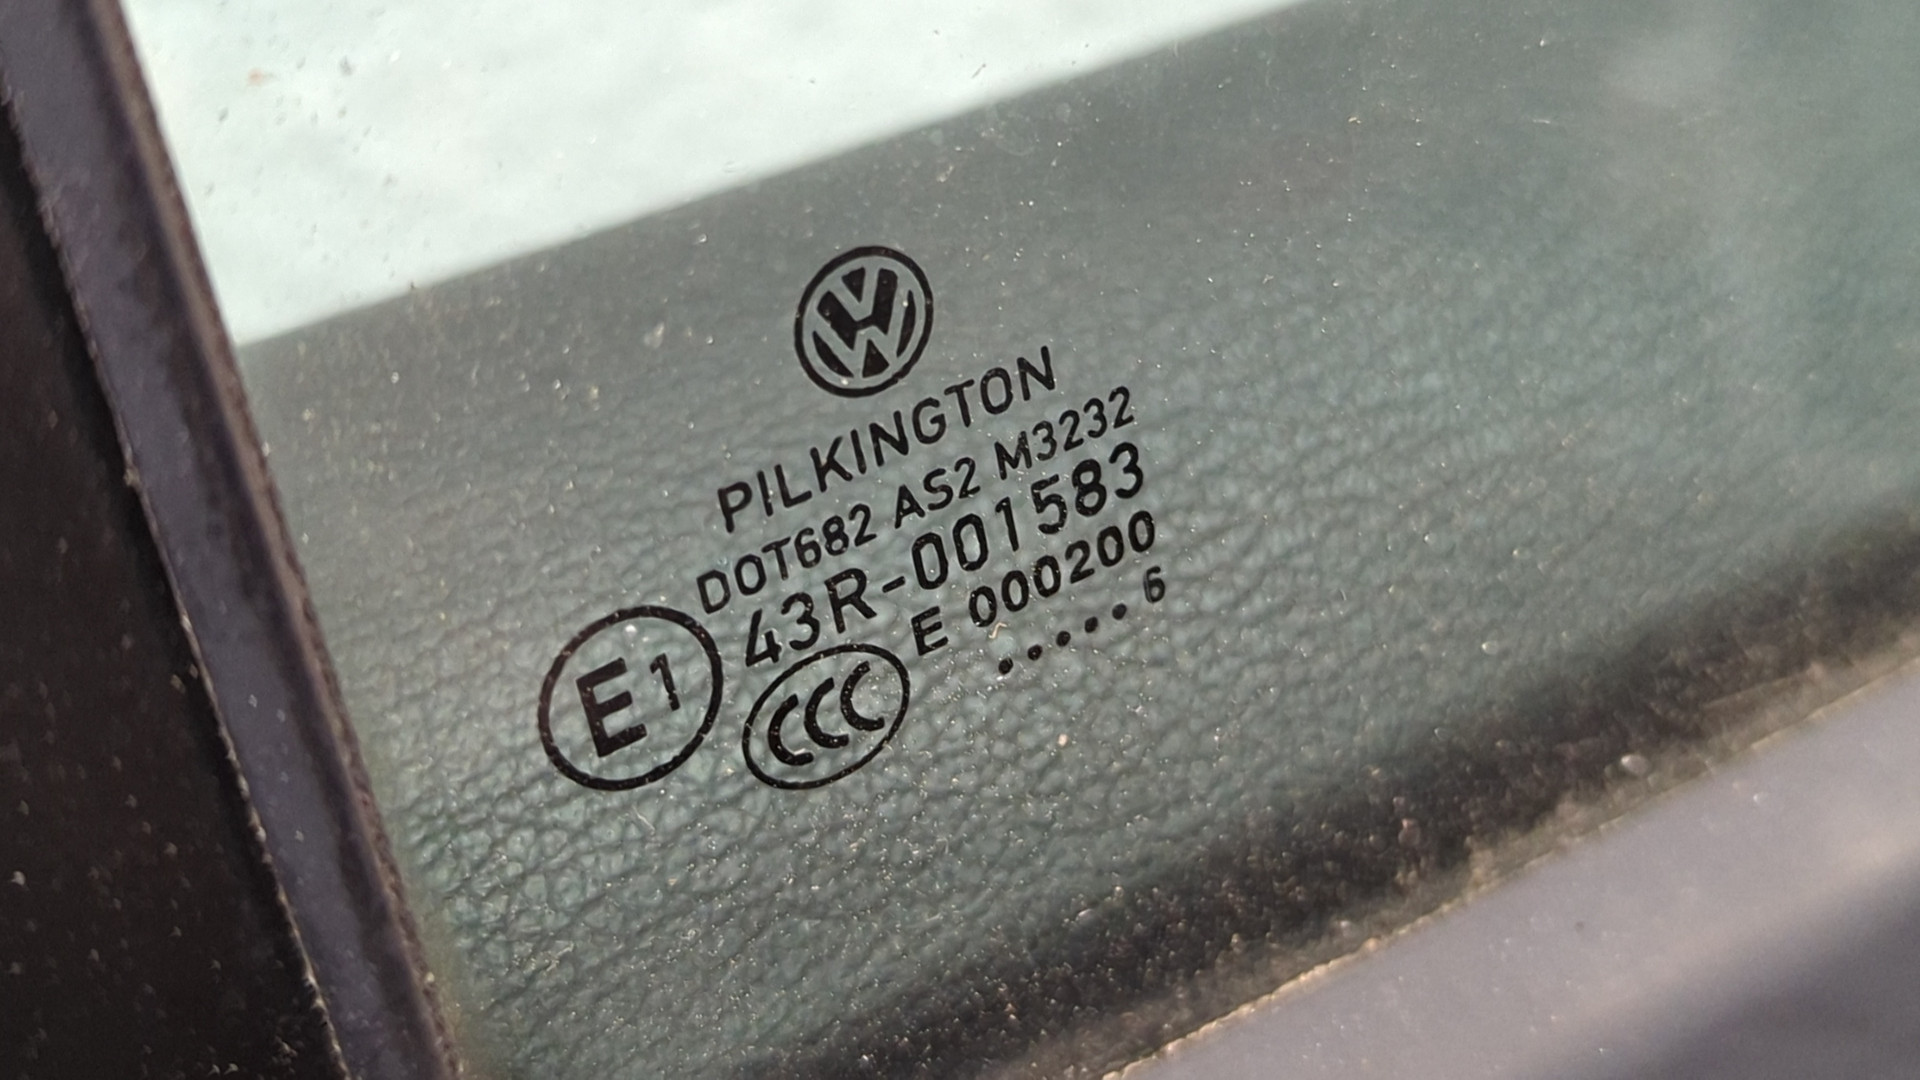 PILKINGTON
DOT682 AS2 M3232
43R-001583
E1
CCC
E 000200
.....6